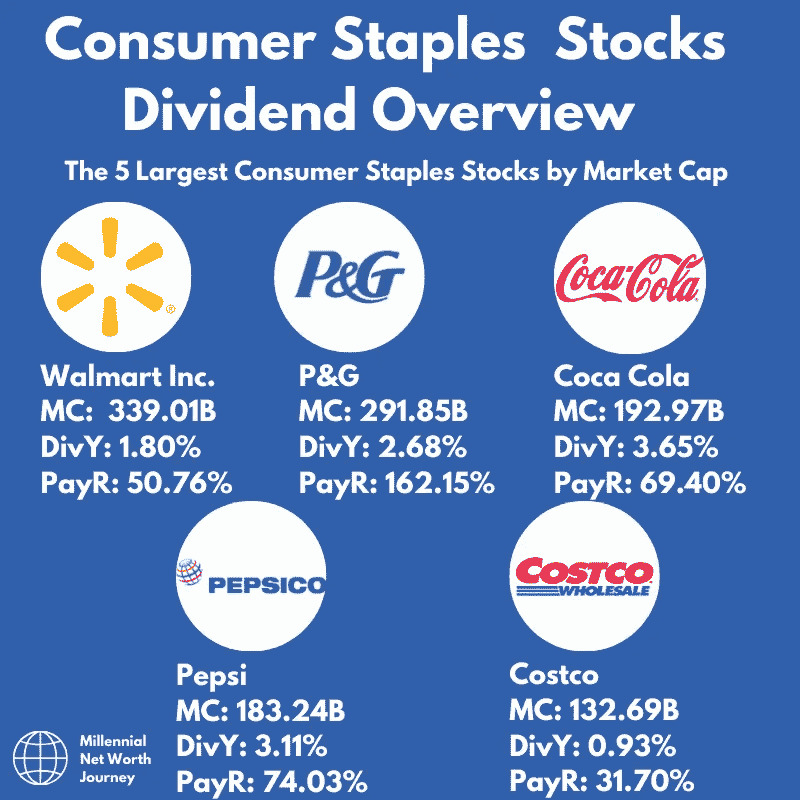 Consumer Staples Stocks
Dividend Overview
The 5 Largest Consumer Staples Stocks by Market Cap
®
P&G
Coca-Cola
Walmart Inc.
MC: 339.01B
DivY: 1.80%
PayR: 50.76%
P&G
MC: 291.85B
DivY: 2.68%
PayR: 162.15%
Coca Cola
MC: 192.97B
DivY: 3.65%
PayR: 69.40%
PEPSICO
Pepsi
MC: 183.24B
DivY: 3.11%
PayR: 74.03%
COSTCO
WHOLESALE
Costco
MC: 132.69B
DivY: 0.93%
PayR: 31.70%
Millennial
Net Worth
Journey